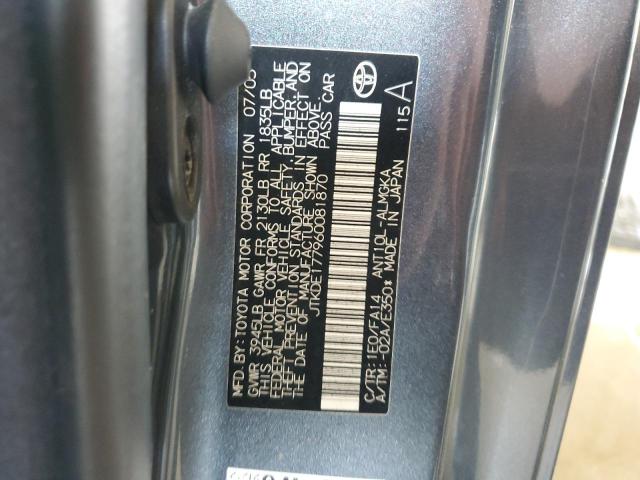 MFD. BY: TOYOTA MOTOR CORPORATION 07/05
GVWR 3945LB GAWR FR 2130LB RR 1835LB
THIS VEHICLE CONFORMS TO ALL APPLICABLE
FEDERAL MOTOR VEHICLE SAFETY, BUMPER, AND
THEFT PREVENTION STANDARDS IN EFFECT ON
THE DATE OF MANUFACTURE SHOWN ABOVE.
JTKDE177960081870 PASS CAR
C/TR: 1E0/FA14 ANT10L-ALMGKA 115 A
A/TM: -02A/E350* MADE IN JAPAN